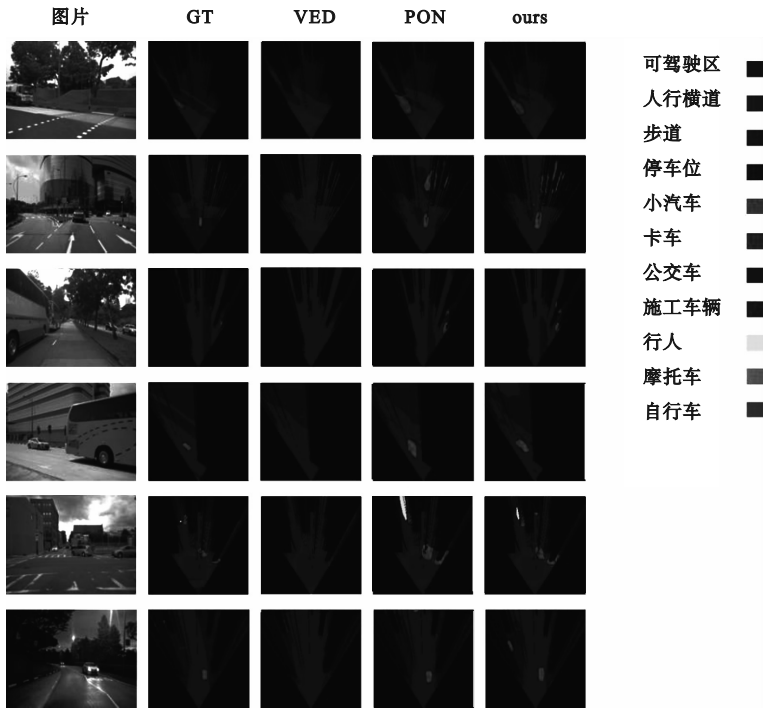 图片 GT VED PON ours
可驾驶区
人行横道
步道
停车位
小汽车
卡车
公交车
施工车辆
行人
摩托车
自行车